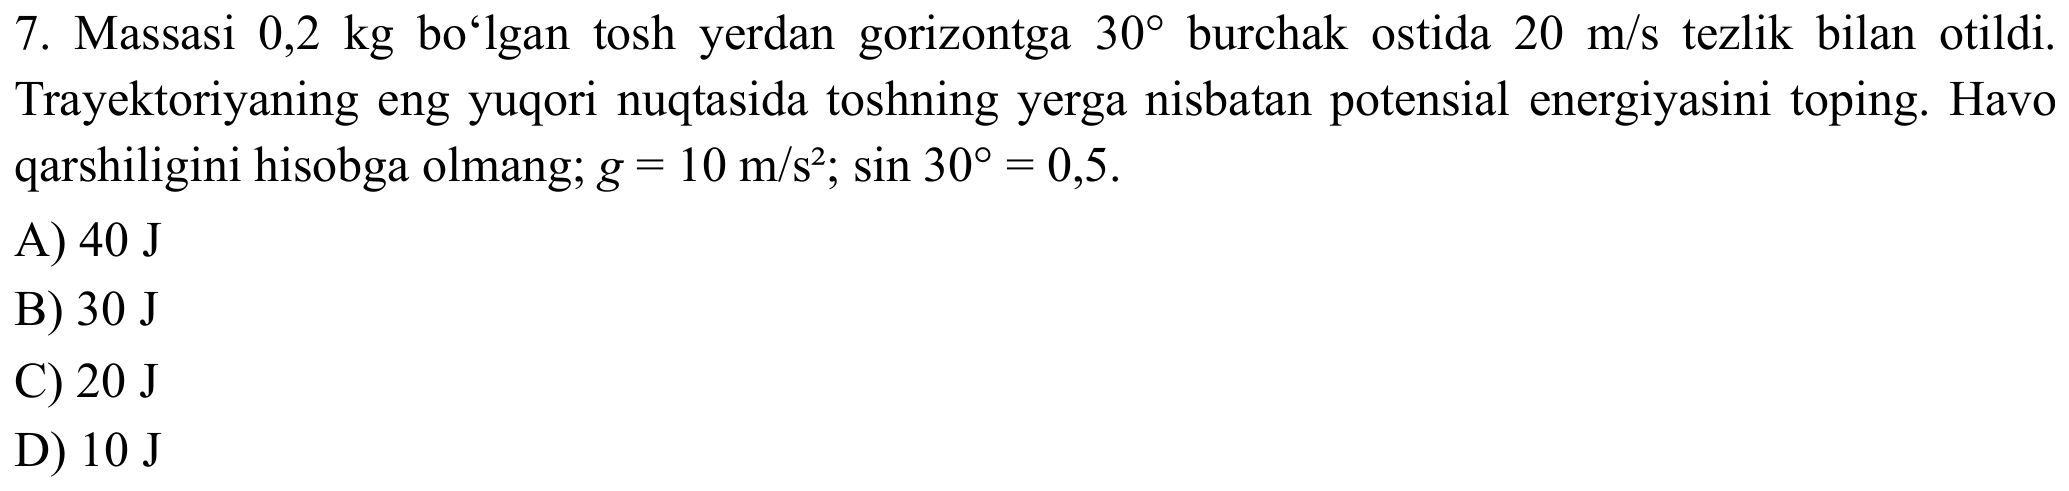 7. Massasi 0,2 kg bo‘lgan tosh yerdan gorizontga 30° burchak ostida 20 m/s tezlik bilan otildi.
Trayektoriyaning eng yuqori nuqtasida toshning yerga nisbatan potensial energiyasini toping. Havo
qarshiligini hisobga olmang; g = 10 m/s²; sin 30° = 0,5.
A) 40 J
B) 30 J
C) 20 J
D) 10 J